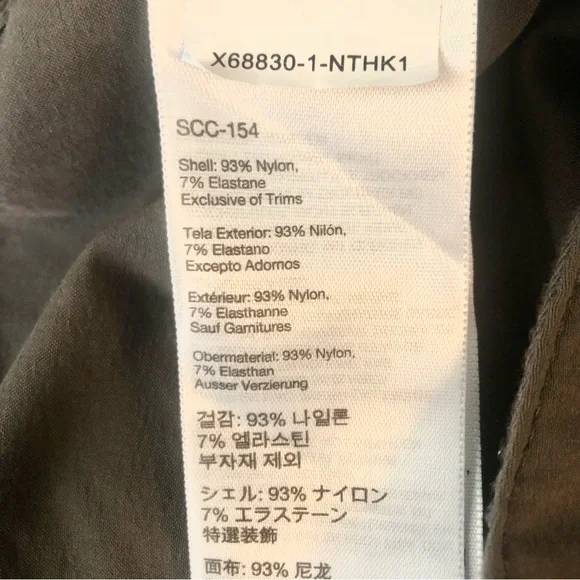 X68830-1-NTHK1
SCC-154
Shell: 93% Nylon,
7% Elastane
Exclusive of Trims
Tela Exterior: 93% Nilón,
7% Elastano
Excepto Adornos
Extérieur: 93% Nylon,
7% Elasthanne
Sauf Garnitures
Obermaterial: 93% Nylon,
7% Elasthan
Ausser Verzierung
겉감: 93% 나일론
7% 엘라스틴
부자재 제외
シェル: 93% ナイロン
7% エラステーン
特選装飾
面布: 93% 尼龙